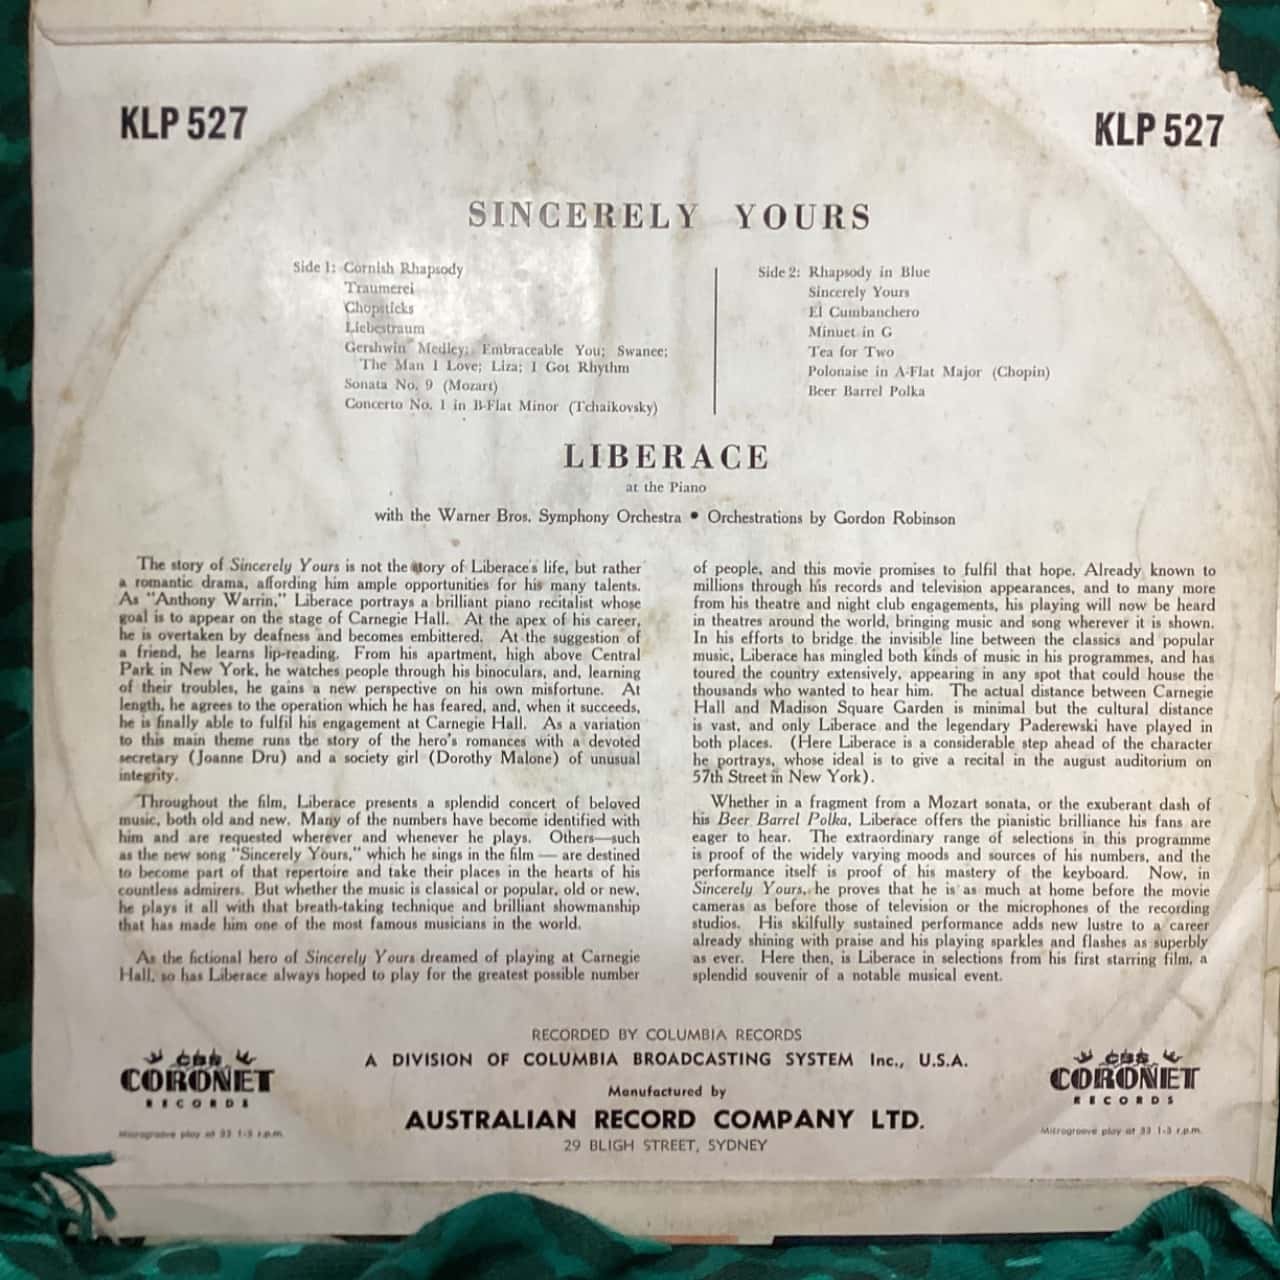 KLP 527
KLP 527
SINCERELY YOURS
Side 1: Cornish Rhapsody
Traumerei
Chopsticks
Liebestraum
Gershwin Medley: Embraceable You; Swanee;
The Man I Love; Liza; I Got Rhythm
Sonata No. 9 (Mozart)
Concerto No. 1 in B-Flat Minor (Tchaikovsky)
Side 2: Rhapsody in Blue
Sincerely Yours
El Cumbanchero
Minuet in G
Tea for Two
Polonaise in A-Flat Major (Chopin)
Beer Barrel Polka
LIBERACE
at the Piano
with the Warner Bros. Symphony Orchestra • Orchestrations by Gordon Robinson
The story of Sincerely Yours is not the story of Liberace's life, but rather
a romantic drama, affording him ample opportunities for his many talents.
As "Anthony Warrin," Liberace portrays a brilliant piano recitalist whose
goal is to appear on the stage of Carnegie Hall. At the apex of his career,
he is overtaken by deafness and becomes embittered. At the suggestion of
a friend, he learns lip-reading. From his apartment, high above Central
Park in New York, he watches people through his binoculars, and, learning
of their troubles, he gains a new perspective on his own misfortune. At
length, he agrees to the operation which he has feared, and, when it succeeds,
he is finally able to fulfil his engagement at Carnegie Hall. As a variation
to this main theme runs the story of the hero's romances with a devoted
secretary (Joanne Dru) and a society girl (Dorothy Malone) of unusual
integrity.
Throughout the film, Liberace presents a splendid concert of beloved
music, both old and new. Many of the numbers have become identified with
him and are requested wherever and whenever he plays. Others—such
as the new song "Sincerely Yours," which he sings in the film — are destined
to become part of that repertoire and take their places in the hearts of his
countless admirers. But whether the music is classical or popular, old or new,
he plays it all with that breath-taking technique and brilliant showmanship
that has made him one of the most famous musicians in the world.
As the fictional hero of Sincerely Yours dreamed of playing at Carnegie
Hall, so has Liberace always hoped to play for the greatest possible number
of people, and this movie promises to fulfil that hope. Already known to
millions through his records and television appearances, and to many more
from his theatre and night club engagements, his playing will now be heard
in theatres around the world, bringing music and song wherever it is shown.
In his efforts to bridge the invisible line between the classics and popular
music, Liberace has mingled both kinds of music in his programmes, and has
toured the country extensively, appearing in any spot that could house the
thousands who wanted to hear him. The actual distance between Carnegie
Hall and Madison Square Garden is minimal but the cultural distance
is vast, and only Liberace and the legendary Paderewski have played in
both places. (Here Liberace is a considerable step ahead of the character
he portrays, whose ideal is to give a recital in the august auditorium on
57th Street in New York).
Whether in a fragment from a Mozart sonata, or the exuberant dash of
his Beer Barrel Polka, Liberace offers the pianistic brilliance his fans are
eager to hear. The extraordinary range of selections in this programme
is proof of the widely varying moods and sources of his numbers, and the
performance itself is proof of his mastery of the keyboard. Now, in
Sincerely Yours, he proves that he is as much at home before the movie
cameras as before those of television or the microphones of the recording
studios. His skilfully sustained performance adds new lustre to a career
already shining with praise and his playing sparkles and flashes as superbly
as ever. Here then, is Liberace in selections from his first starring film, a
splendid souvenir of a notable musical event.
RECORDED BY COLUMBIA RECORDS
A DIVISION OF COLUMBIA BROADCASTING SYSTEM Inc., U.S.A.
Manufactured by
AUSTRALIAN RECORD COMPANY LTD.
29 BLIGH STREET, SYDNEY
CBS
CORONET
RECORDS
Microgroove play at 33 1-3 r.p.m.
CBS
CORONET
RECORDS
Microgroove play at 33 1-3 r.p.m.